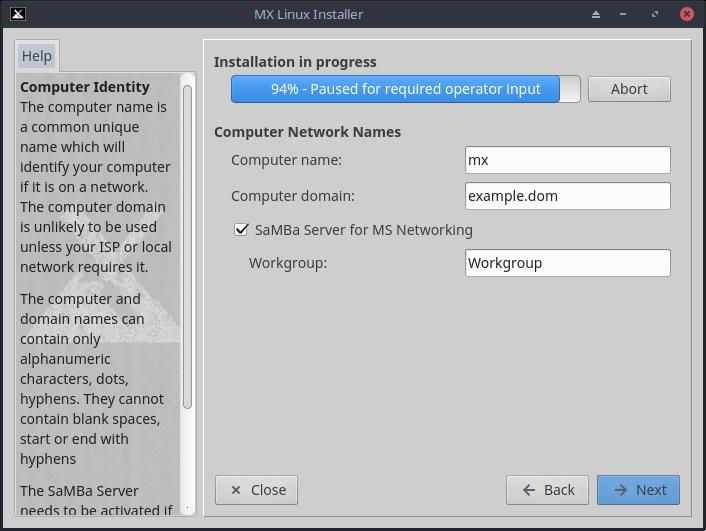 MX Linux Installer
Help
Computer Identity
The computer name is
a common unique
name which will
identify your computer
if it is on a network.
The computer domain
is unlikely to be used
unless your ISP or local
network requires it.
The computer and
domain names can
contain only
alphanumeric
characters, dots,
hyphens. They cannot
contain blank spaces,
start or end with
hyphens
The SaMBa Server
needs to be activated if
Installation in progress
94% - Paused for required operator input
Abort
Computer Network Names
Computer name:
mx
Computer domain:
example.dom
SaMBa Server for MS Networking
Workgroup:
Workgroup
Close
Back
Next